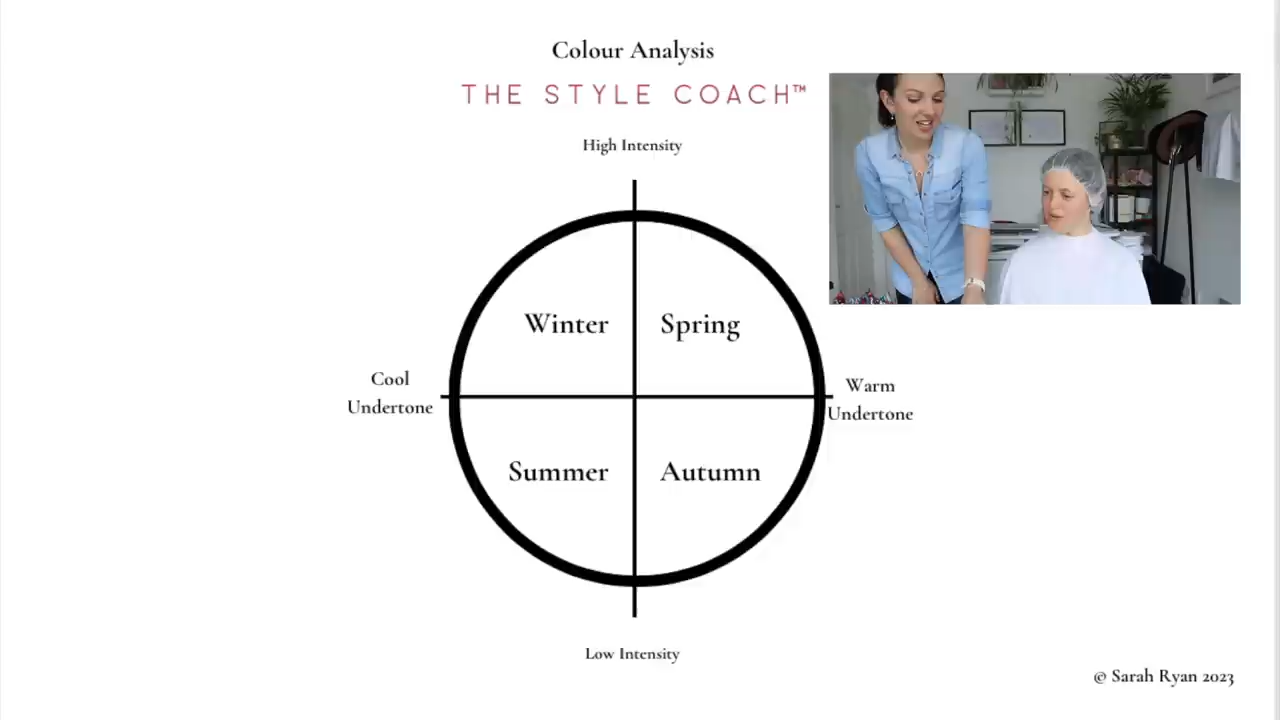 Colour Analysis
THE STYLE COACH™
High Intensity
Winter
Spring
Cool
Undertone
Warm
Undertone
Summer
Autumn
Low Intensity
© Sarah Ryan 2023